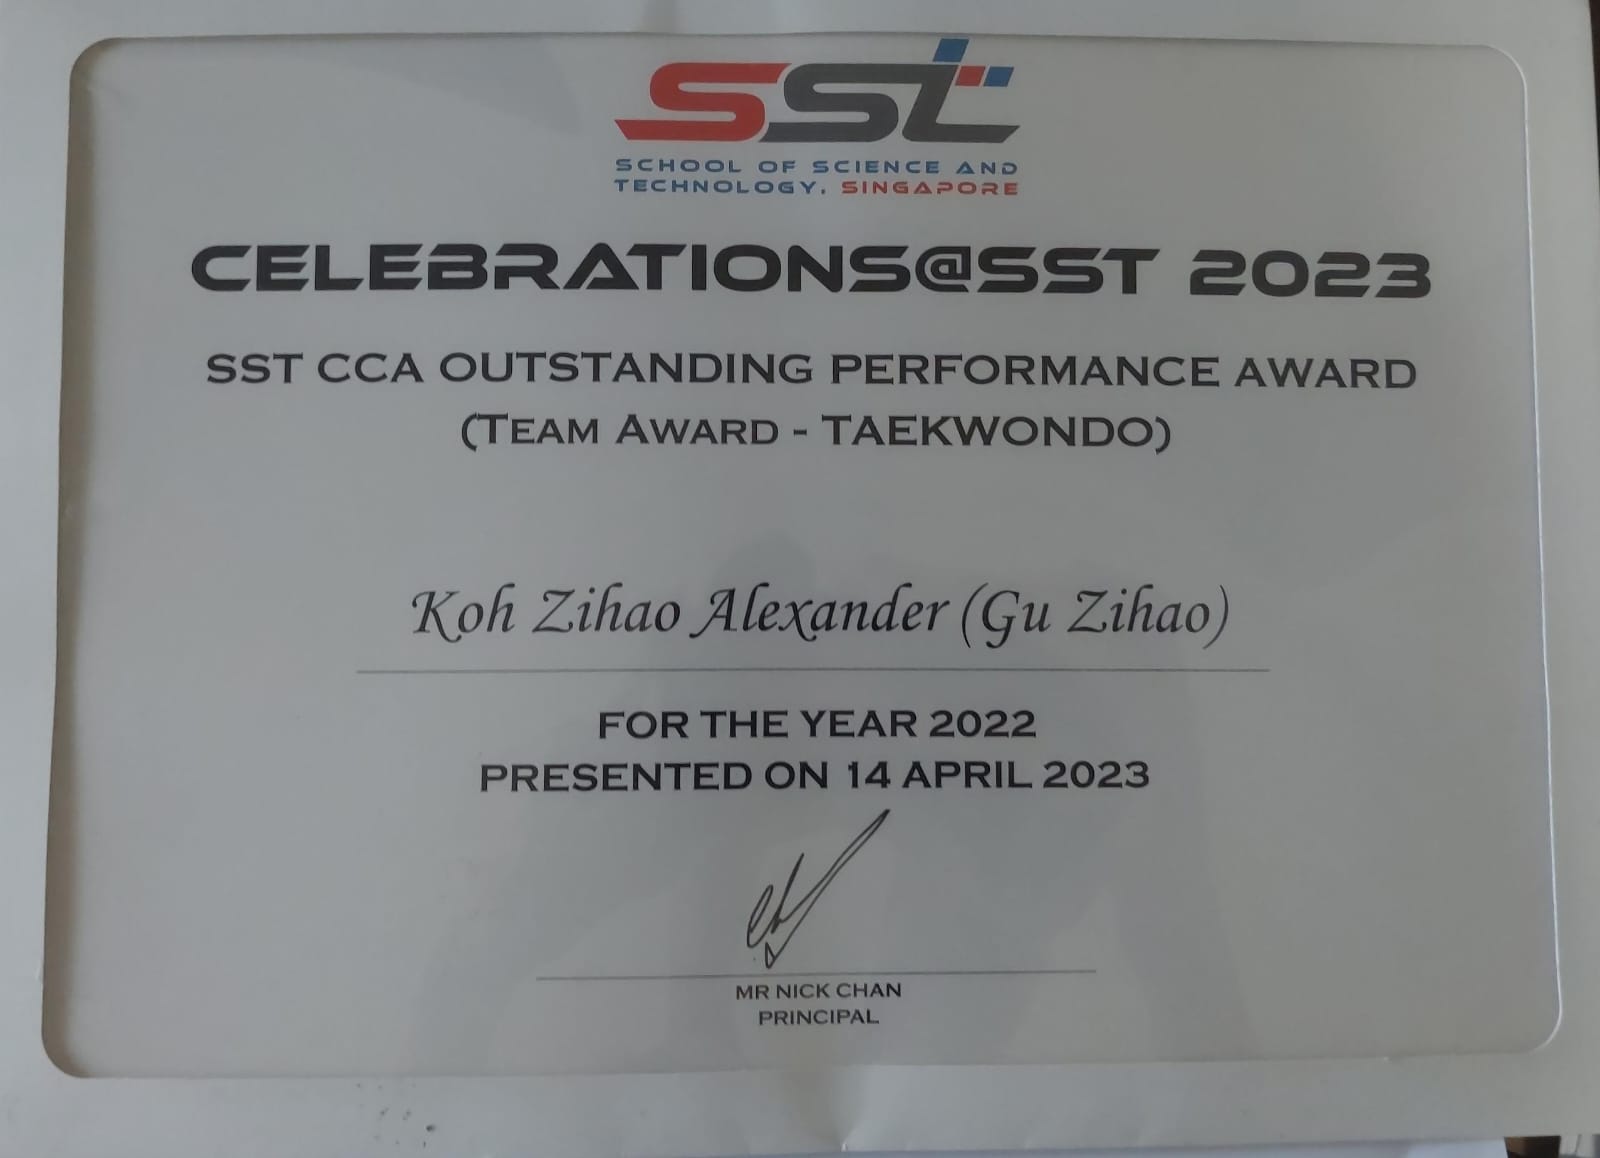 SST
SCHOOL OF SCIENCE AND
TECHNOLOGY, SINGAPORE
CELEBRATIONS@SST 2023
SST CCA OUTSTANDING PERFORMANCE AWARD
(TEAM AWARD - TAEKWONDO)
Koh Zihao Alexander (Gu Zihao)
FOR THE YEAR 2022
PRESENTED ON 14 APRIL 2023
MR NICK CHAN
PRINCIPAL